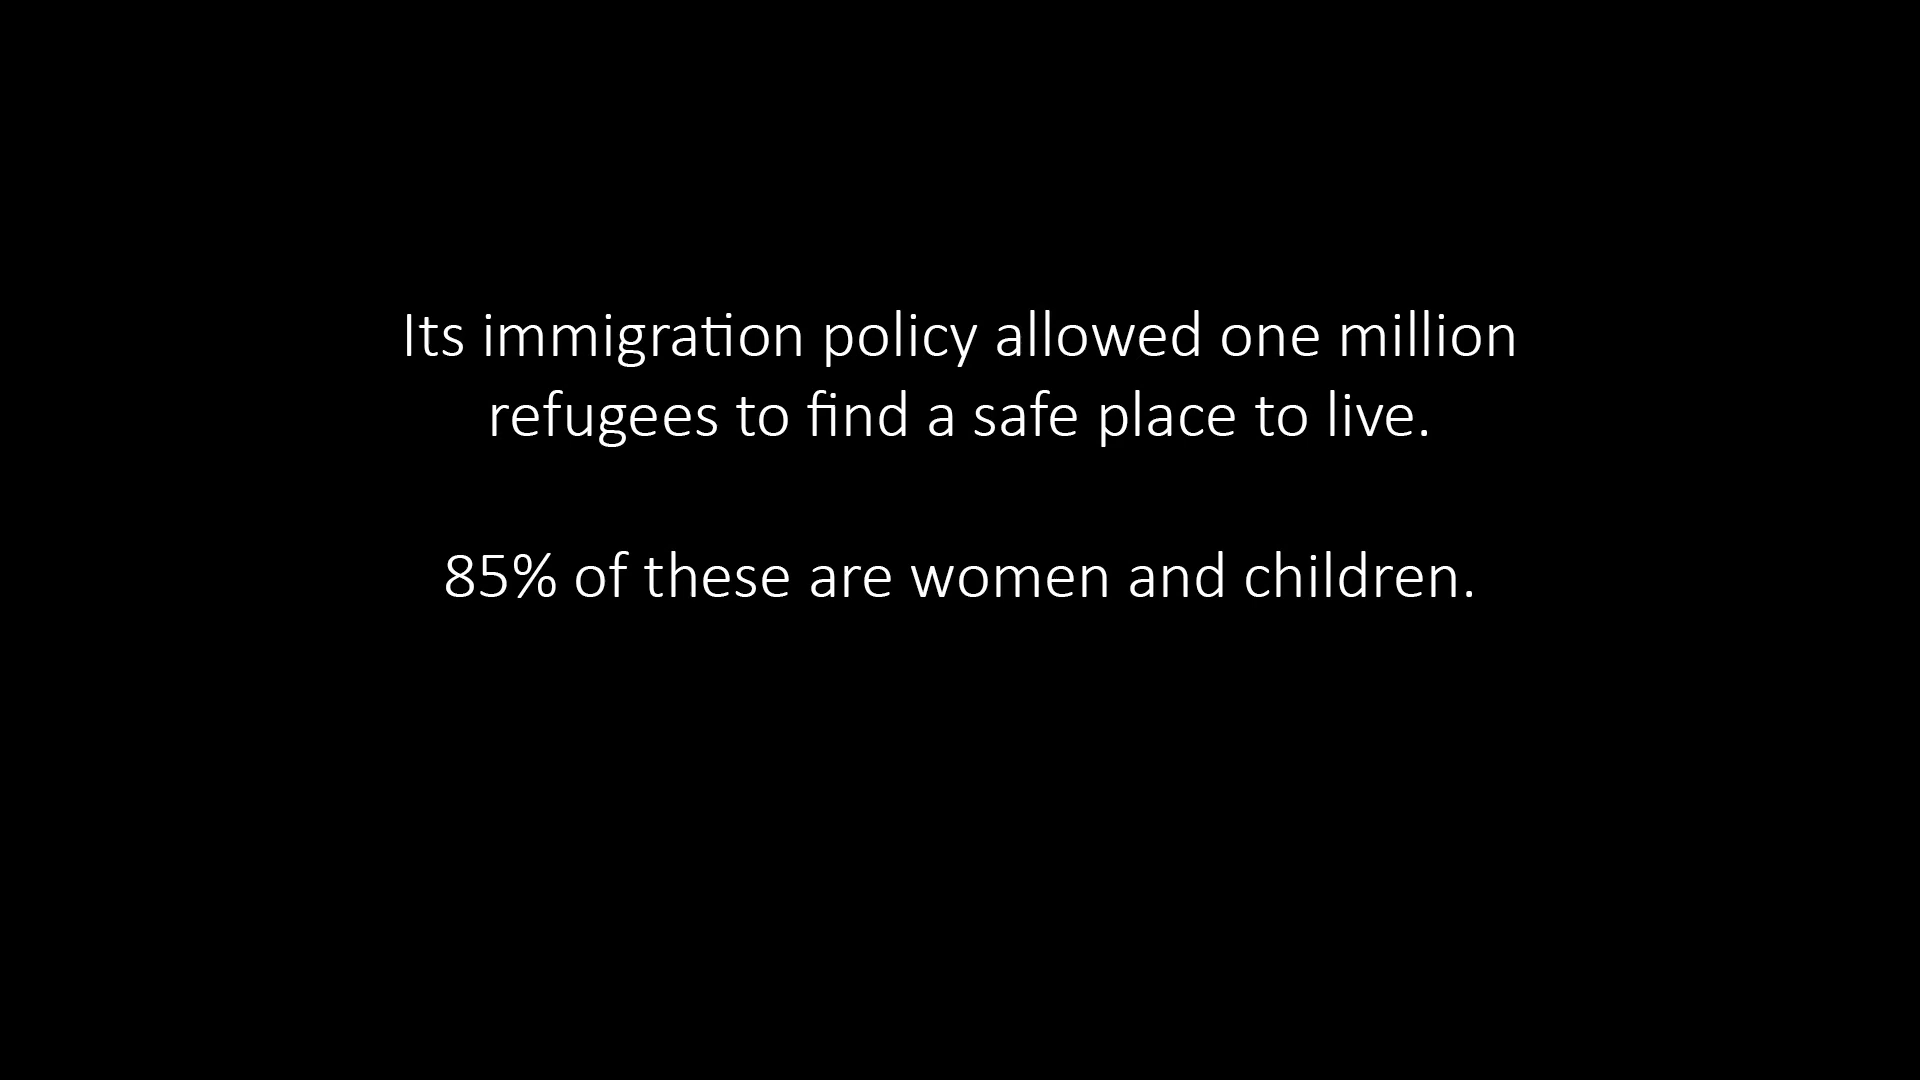 Its immigration policy allowed one million
refugees to find a safe place to live.
85% of these are women and children.